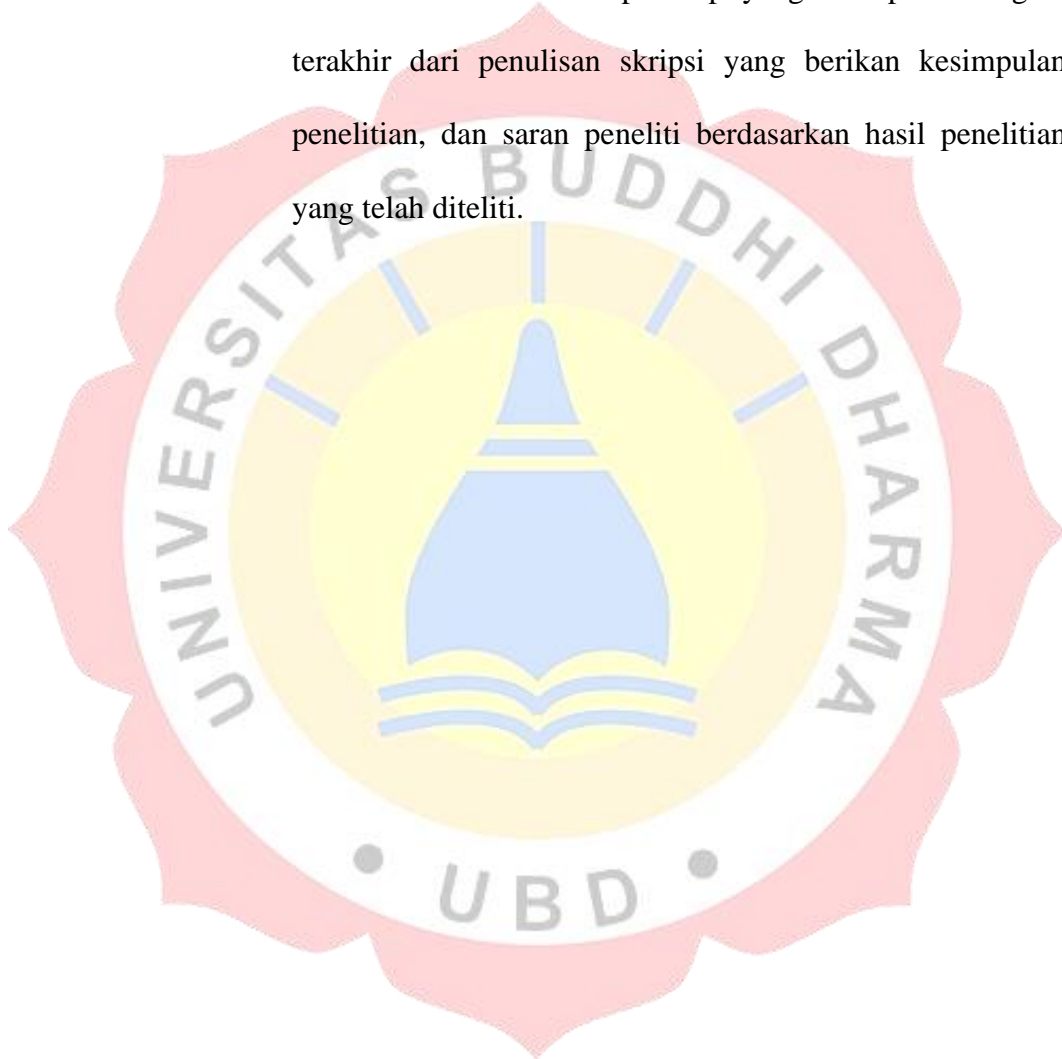 terakhir dari penulisan skripsi yang berikan kesimpulan
penelitian, dan saran peneliti berdasarkan hasil penelitian
yang telah diteliti.
UNIVERSITAS BUDDHI DHARMA
• UBD •